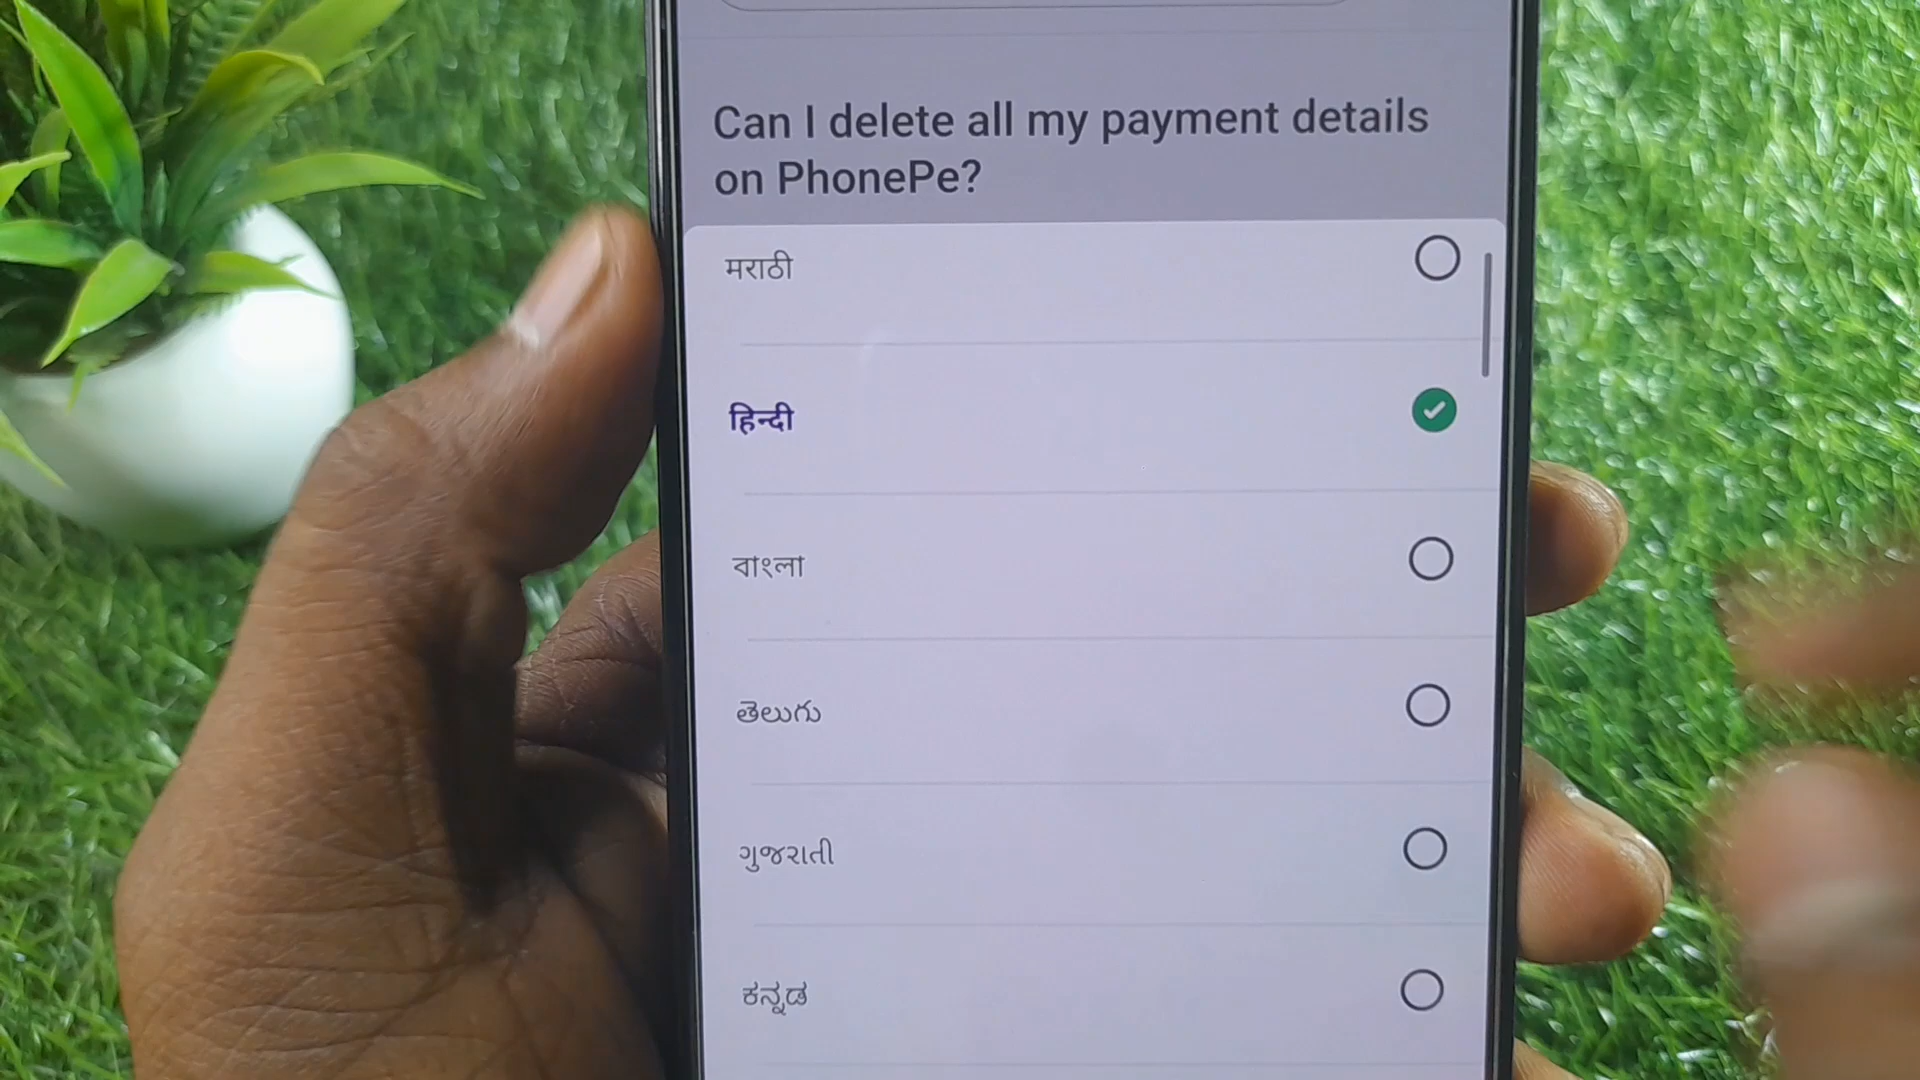 Can I delete all my payment details
on PhonePe?
मराठी
हिन्दी
বাংলা
తెలుగు
ગુજરાતી
ಕನ್ನಡ